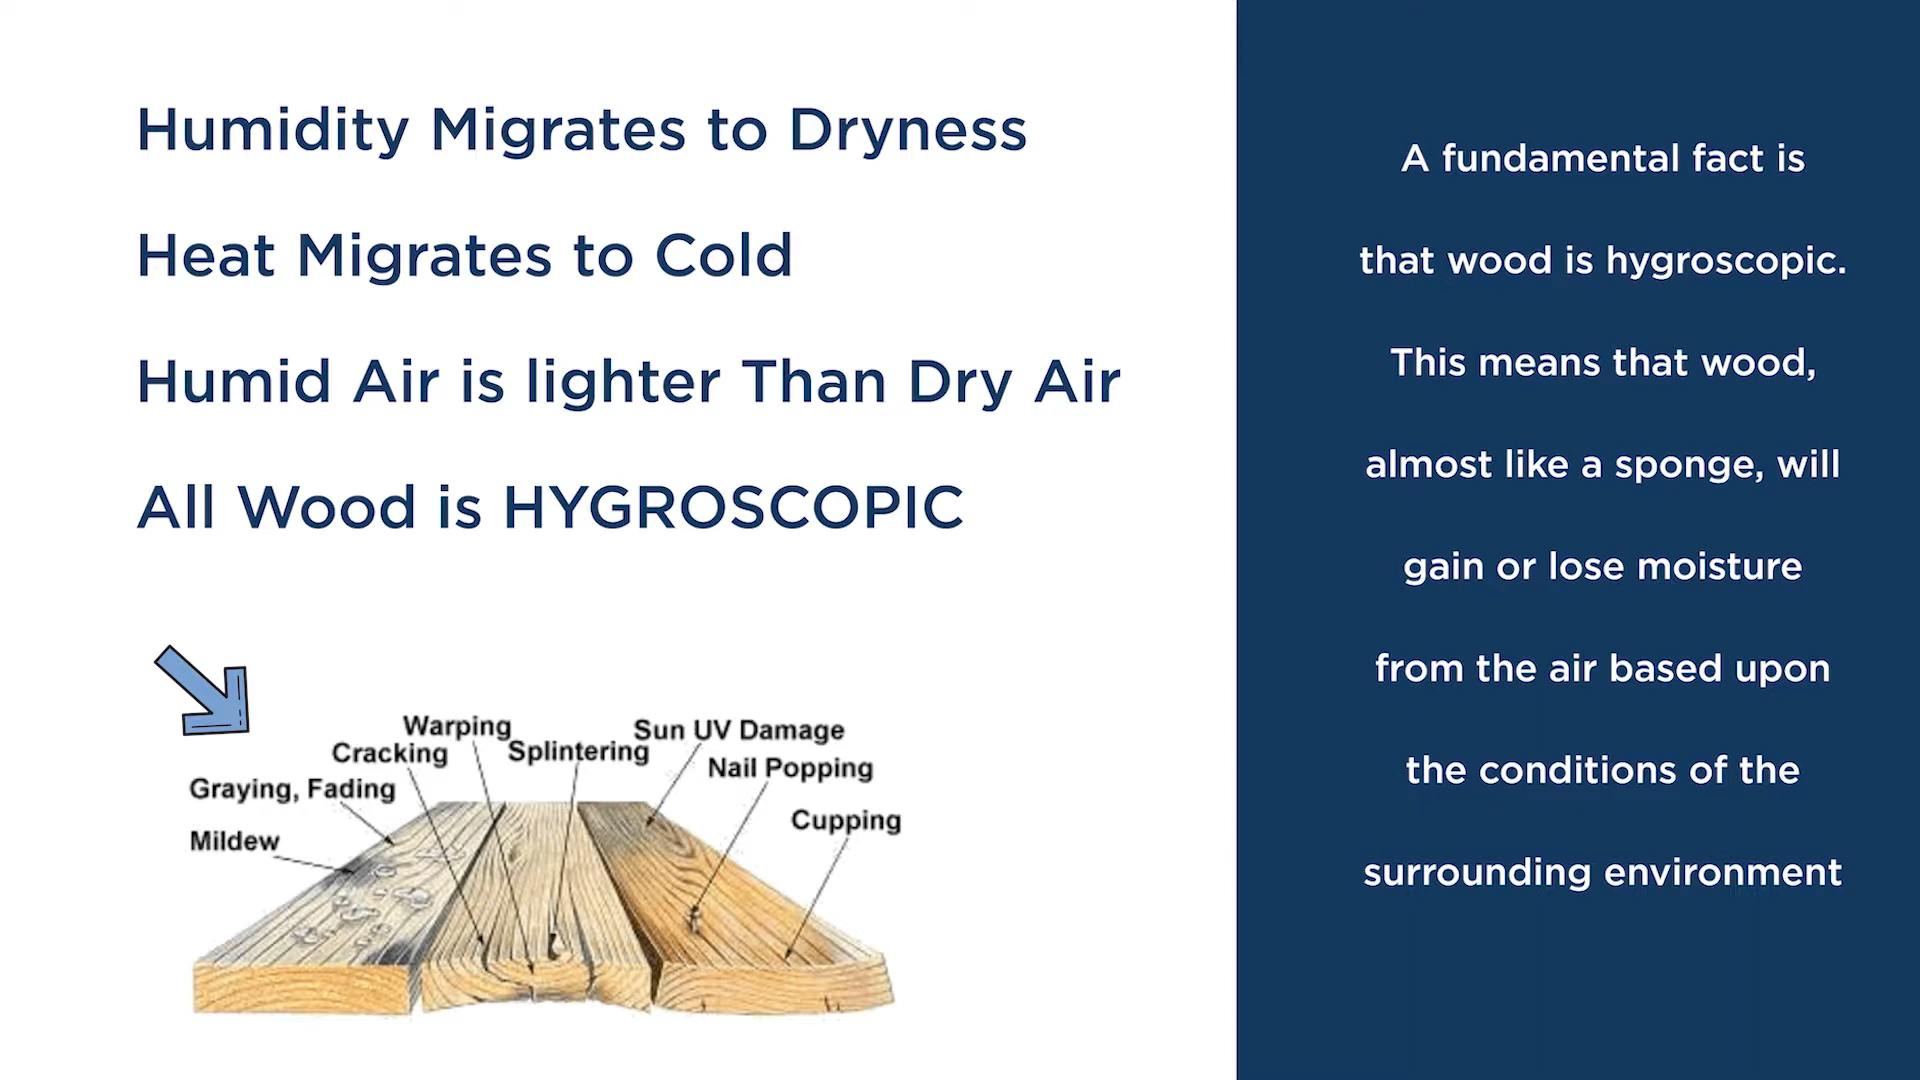 Humidity Migrates to Dryness
Heat Migrates to Cold
Humid Air is lighter Than Dry Air
All Wood is HYGROSCOPIC
Warping
Sun UV Damage
Cracking
Splintering
Nail Popping
Graying, Fading
Cupping
Mildew
A fundamental fact is
that wood is hygroscopic.
This means that wood,
almost like a sponge, will
gain or lose moisture
from the air based upon
the conditions of the
surrounding environment